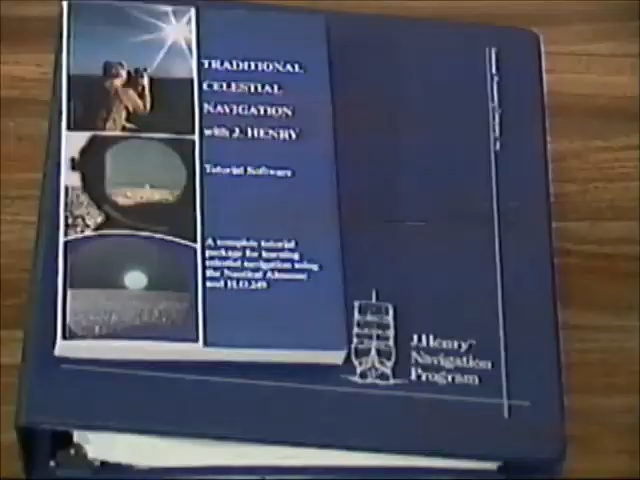 TRADITIONAL
CELESTIAL
NAVIGATION
with J. HENRY
Tutorial Software
A complete tutorial
package for learning
celestial navigation using
the Nautical Almanac
and H.O.249
J.Henry™
Navigation
Program